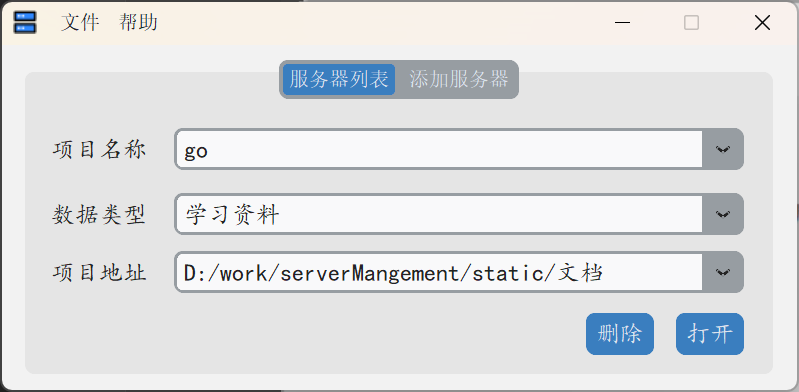 文件 帮助
服务器列表 添加服务器
项目名称 go
数据类型 学习资料
项目地址 D:/work/serverMangement/static/文档
删除 打开